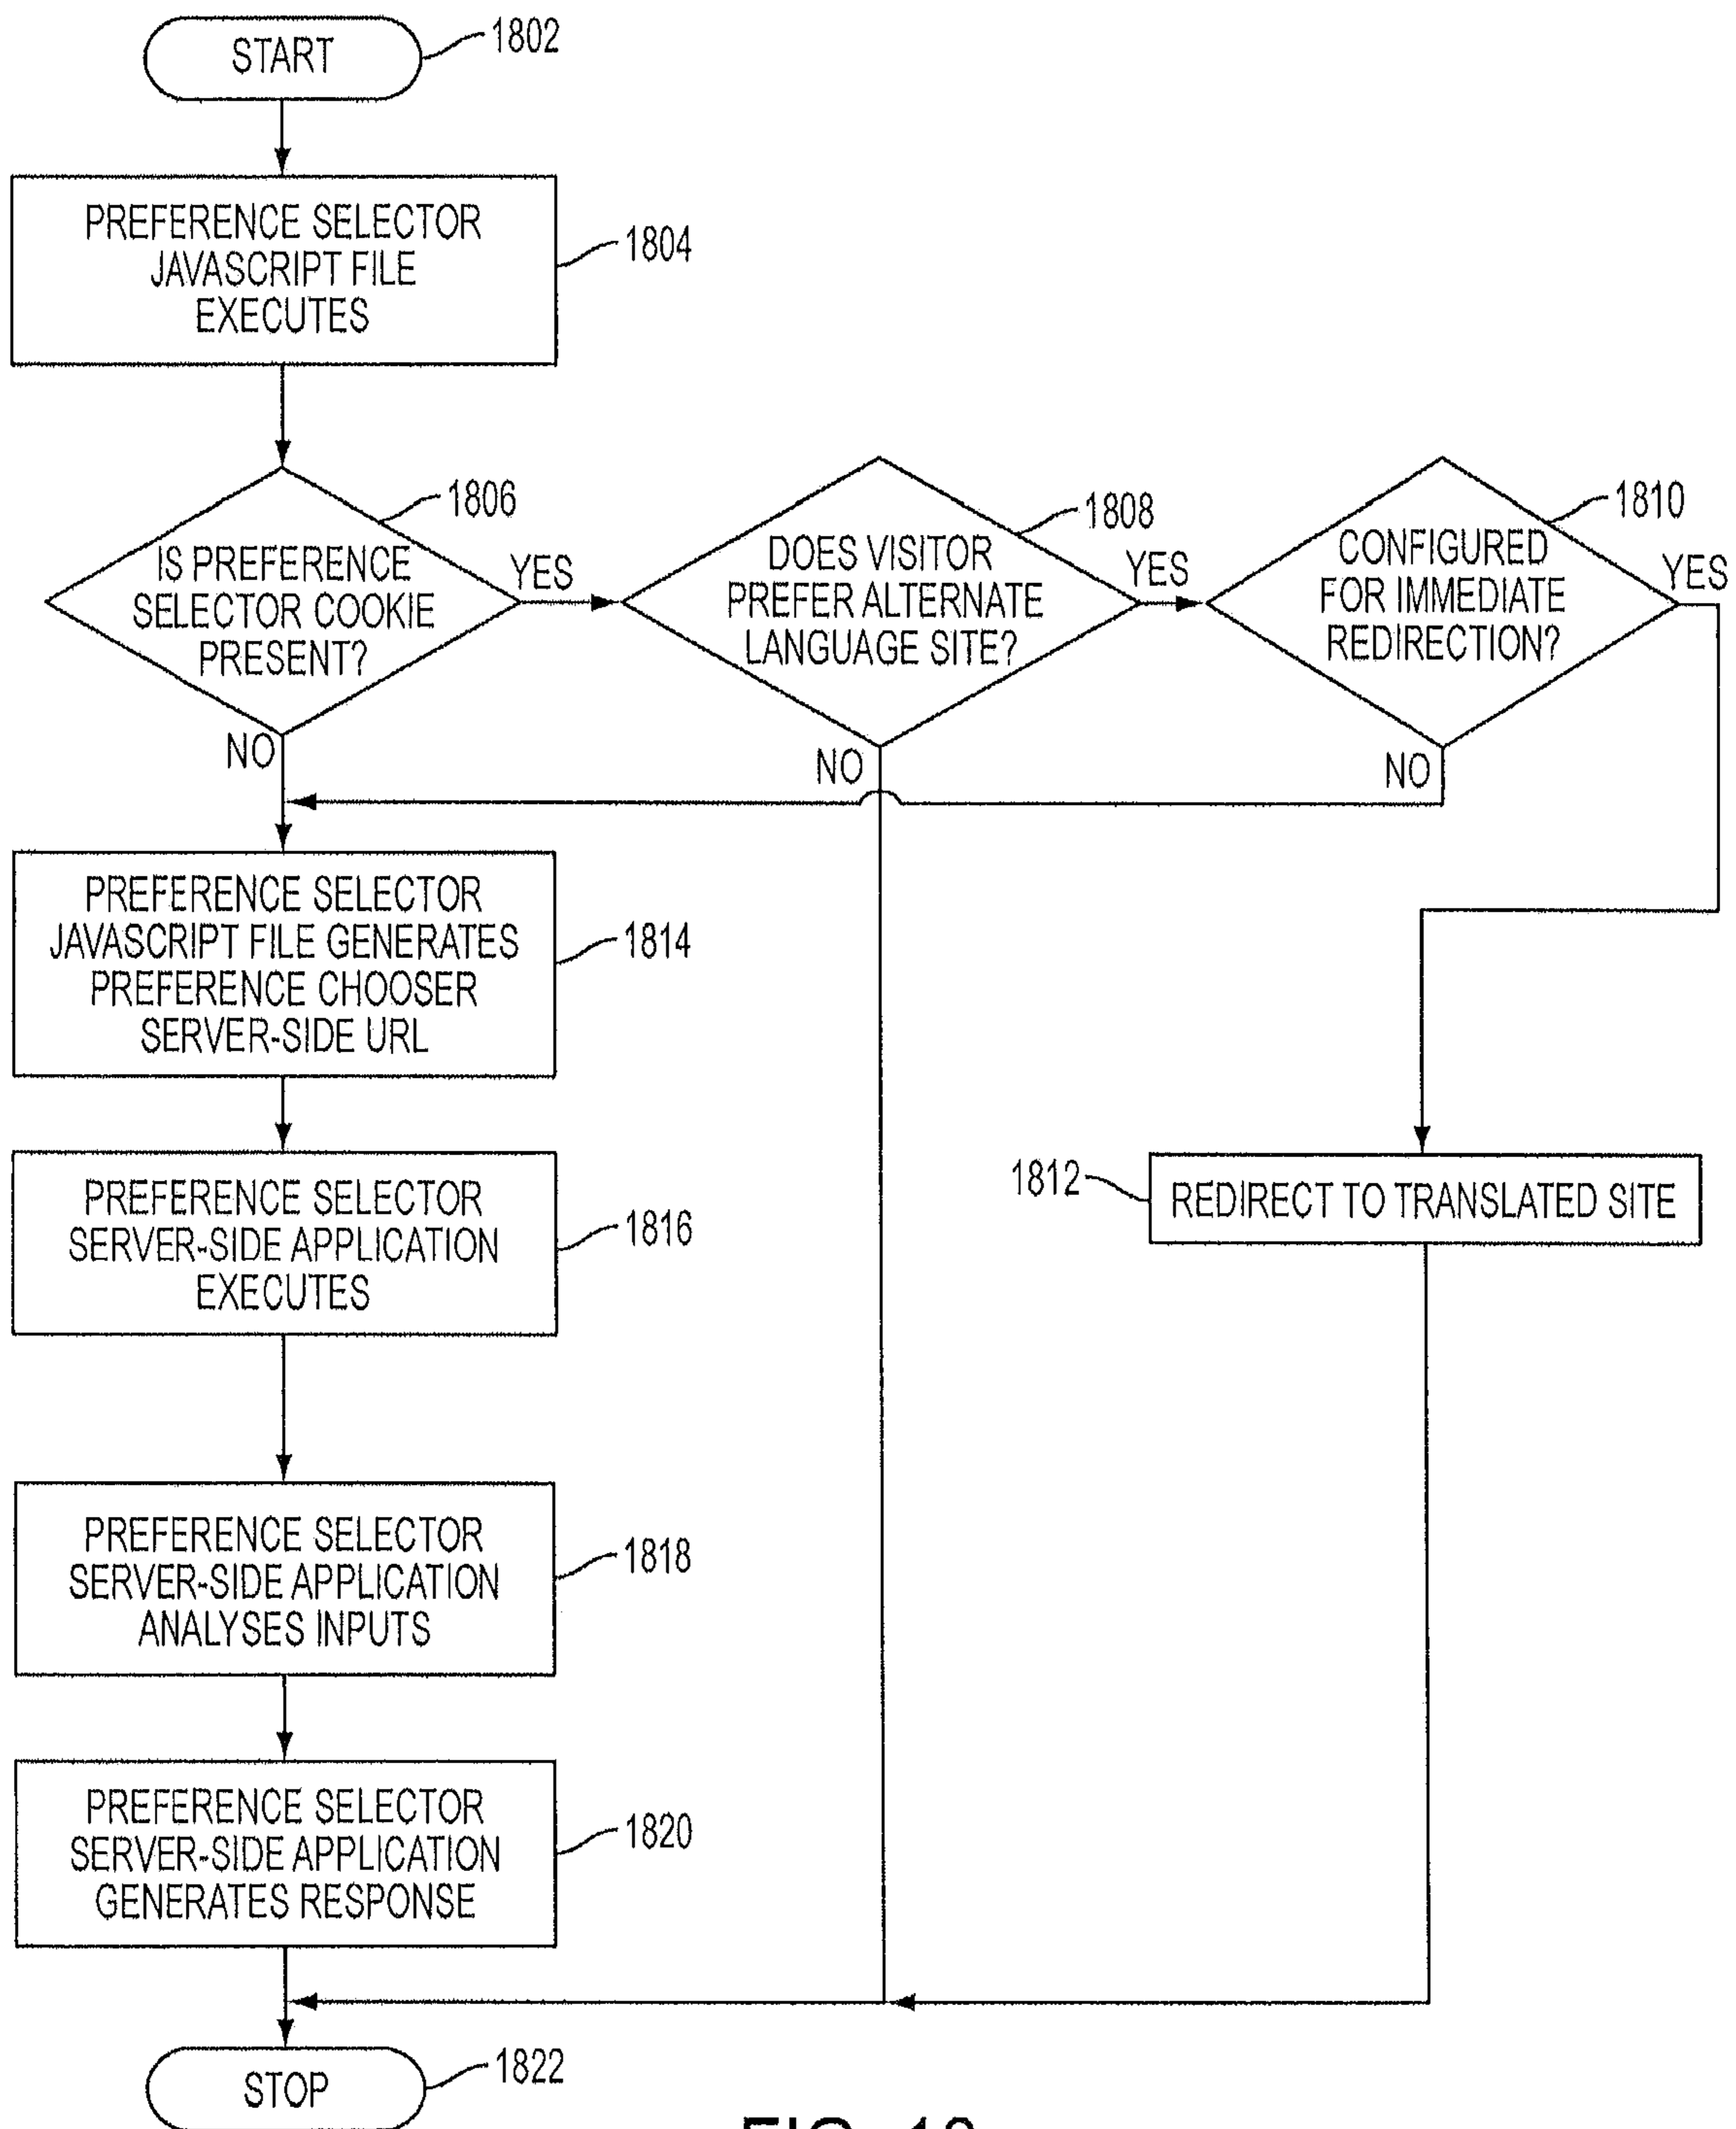 START
1802
PREFERENCE SELECTOR
JAVASCRIPT FILE
EXECUTES
1804
IS PREFERENCE
SELECTOR COOKIE
PRESENT?
1806
YES
NO
DOES VISITOR
PREFER ALTERNATE
LANGUAGE SITE?
1808
YES
NO
CONFIGURED
FOR IMMEDIATE
REDIRECTION?
1810
YES
NO
PREFERENCE SELECTOR
JAVASCRIPT FILE GENERATES
PREFERENCE CHOOSER
SERVER-SIDE URL
1814
PREFERENCE SELECTOR
SERVER-SIDE APPLICATION
EXECUTES
1816
1812
REDIRECT TO TRANSLATED SITE
PREFERENCE SELECTOR
SERVER-SIDE APPLICATION
ANALYSES INPUTS
1818
PREFERENCE SELECTOR
SERVER-SIDE APPLICATION
GENERATES RESPONSE
1820
STOP
1822